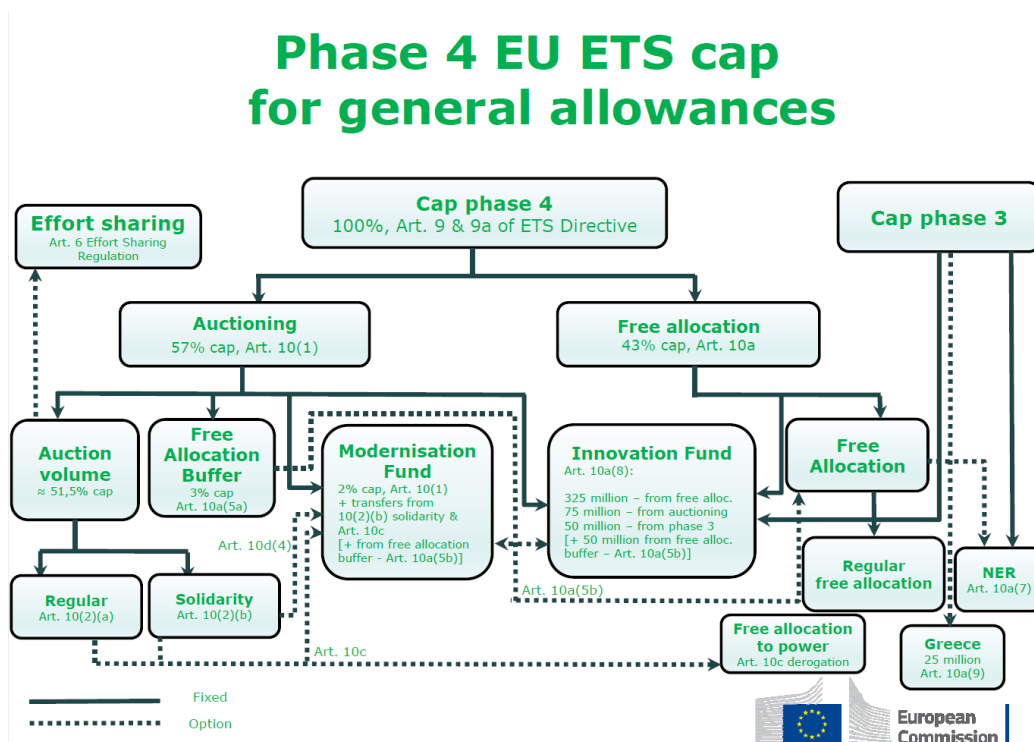 Phase 4 EU ETS cap
for general allowances
Cap phase 4
100%, Art. 9 & 9a of ETS Directive
Cap phase 3
Effort sharing
Art. 6 Effort Sharing
Regulation
Auctioning
57% cap, Art. 10(1)
Free allocation
43% cap, Art. 10a
Auction
volume
≈ 51,5% cap
Free
Allocation
Buffer
3% cap
Art. 10a(5a)
Modernisation
Fund
2% cap, Art. 10(1)
+ transfers from
10(2)(b) solidarity &
Art. 10c
[+ from free allocation
buffer - Art. 10a(5b)]
Innovation Fund
Art. 10a(8):
325 million – from free alloc.
75 million – from auctioning
50 million – from phase 3
[+ 50 million from free alloc.
buffer – Art. 10a(5b)]
Free
Allocation
Art. 10d(4)
Art. 10a(5b)
Regular
free allocation
NER
Art. 10a(7)
Regular
Art. 10(2)(a)
Solidarity
Art. 10(2)(b)
Art. 10c
Free allocation
to power
Art. 10c derogation
Greece
25 million
Art. 10a(9)
Fixed
Option
European
Commission